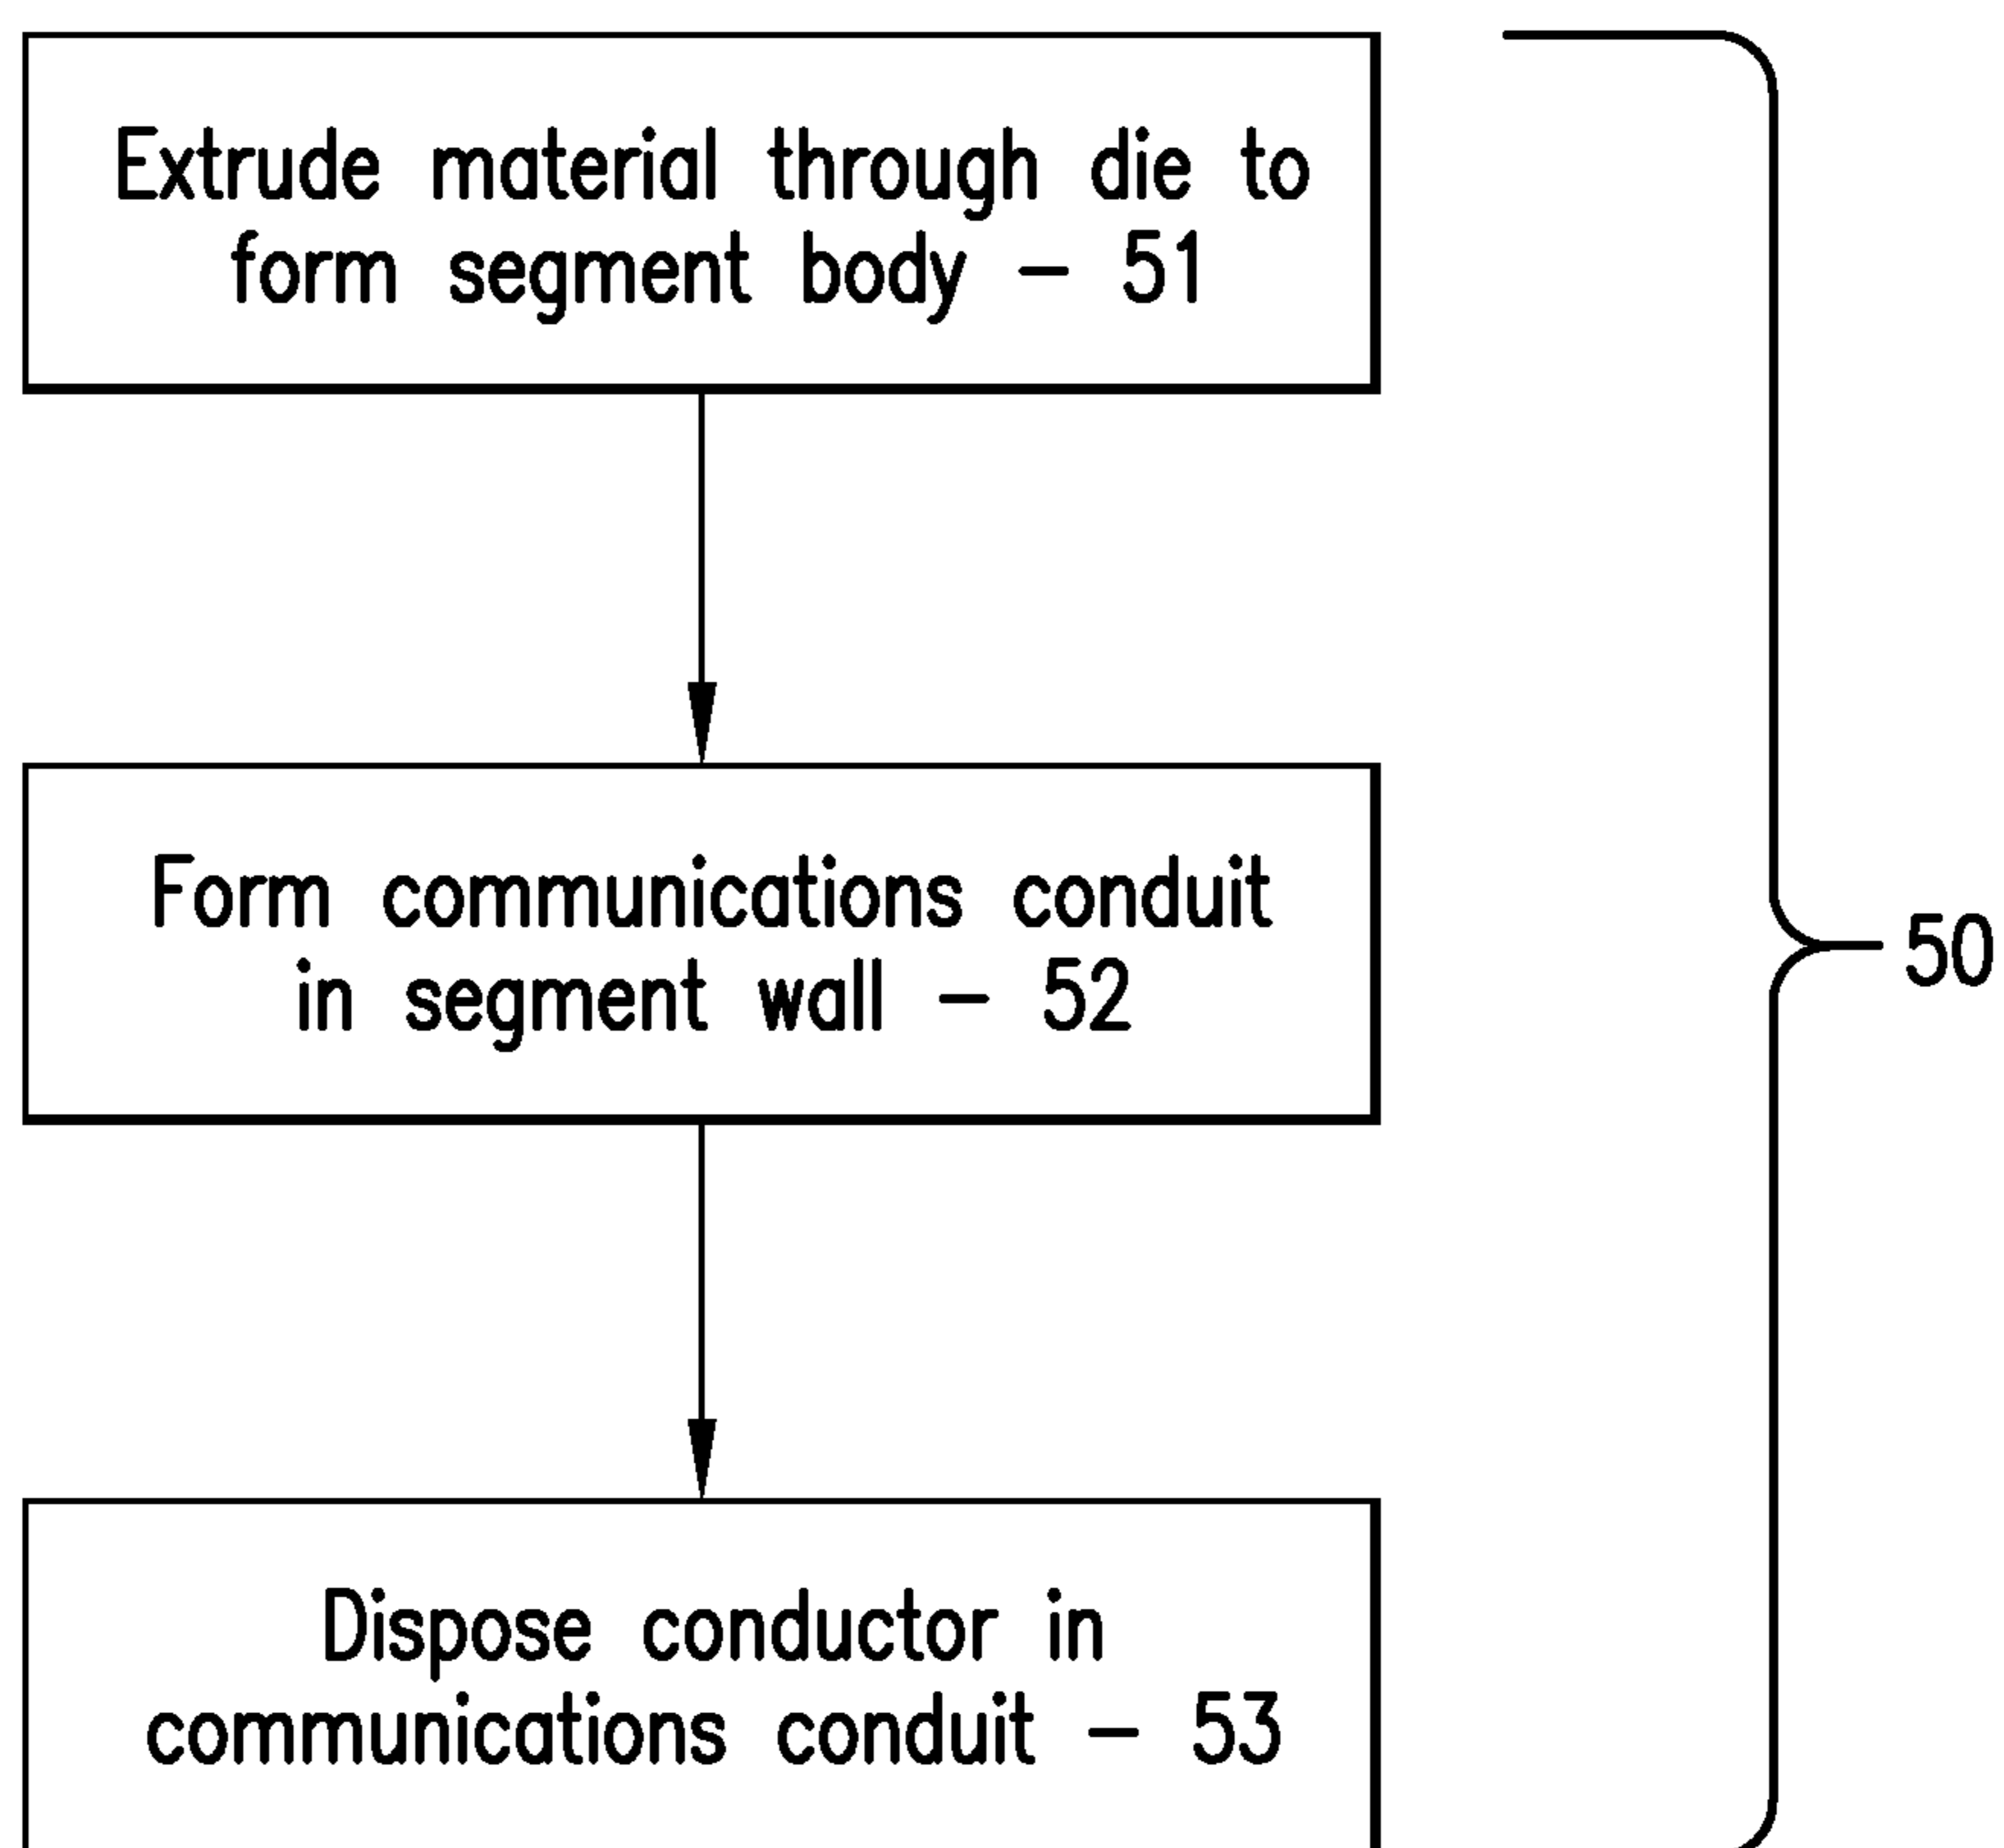 Extrude material through die to
form segment body – 51
Form communications conduit
in segment wall – 52
50
Dispose conductor in
communications conduit – 53